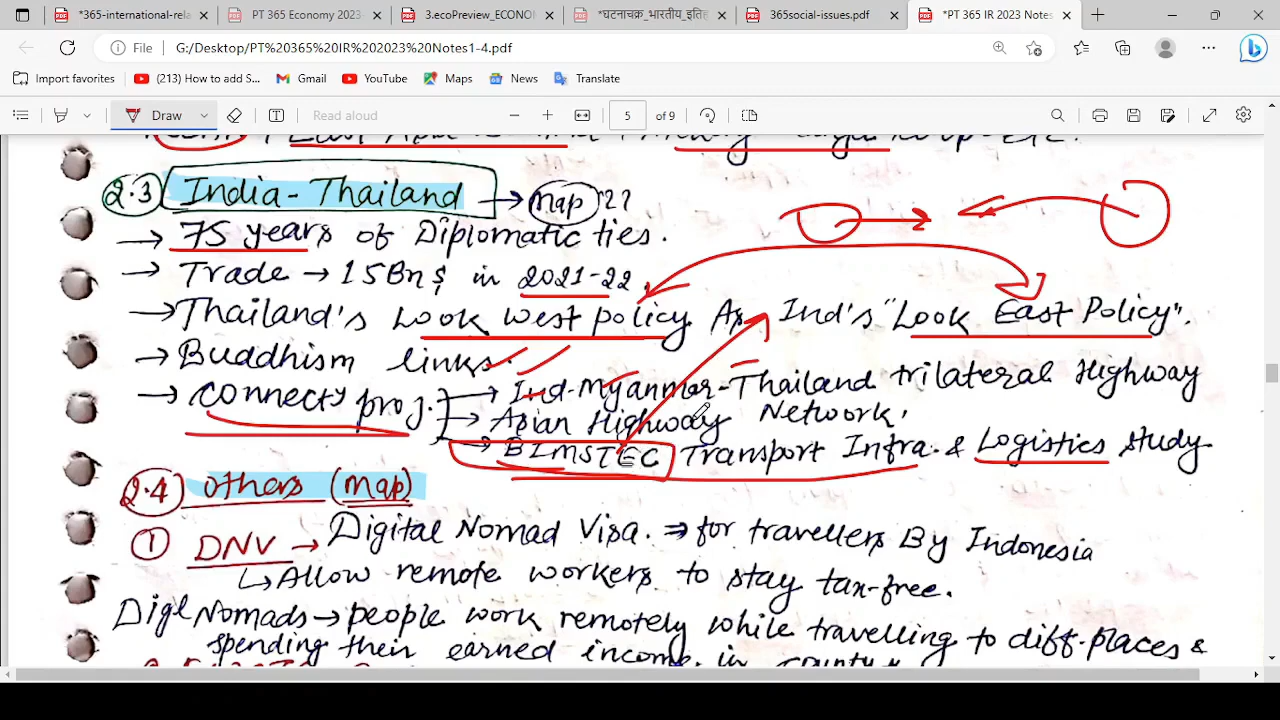 *365-international-rela
PT 365 Economy 2023
3.ecoPreview_ECONO
*घटनाचक्र_भारतीय_इति
365social-issues.pdf
*PT 365 IR 2023 Notes
File G:/Desktop/PT%20365%20IR%202023%20Notes1-4.pdf
Import favorites (213) How to add S... Gmail YouTube Maps News Translate
Draw Read aloud 5 of 9
2.3 India-Thailand → Map ??
→ 75 years of Diplomatic ties.
→ Trade → 15Bn$ in 2021-22
→ Thailand's Look west policy As Ind's "Look East Policy".
→ Buddhism links.
→ Connecty proj. → Ind-Myanmar-Thailand trilateral Highway
→ Asian Highway Network.
→ BIMSTEC Transport Infra. & Logistics study
2.4 others (Map)
① DNV → Digital Nomad Visa. ⇒ for travellers By Indonesia
↳ Allow remote workers to stay tax-free.
Digl Nomads → people work remotely while travelling to diff. places &
spending their earned income in